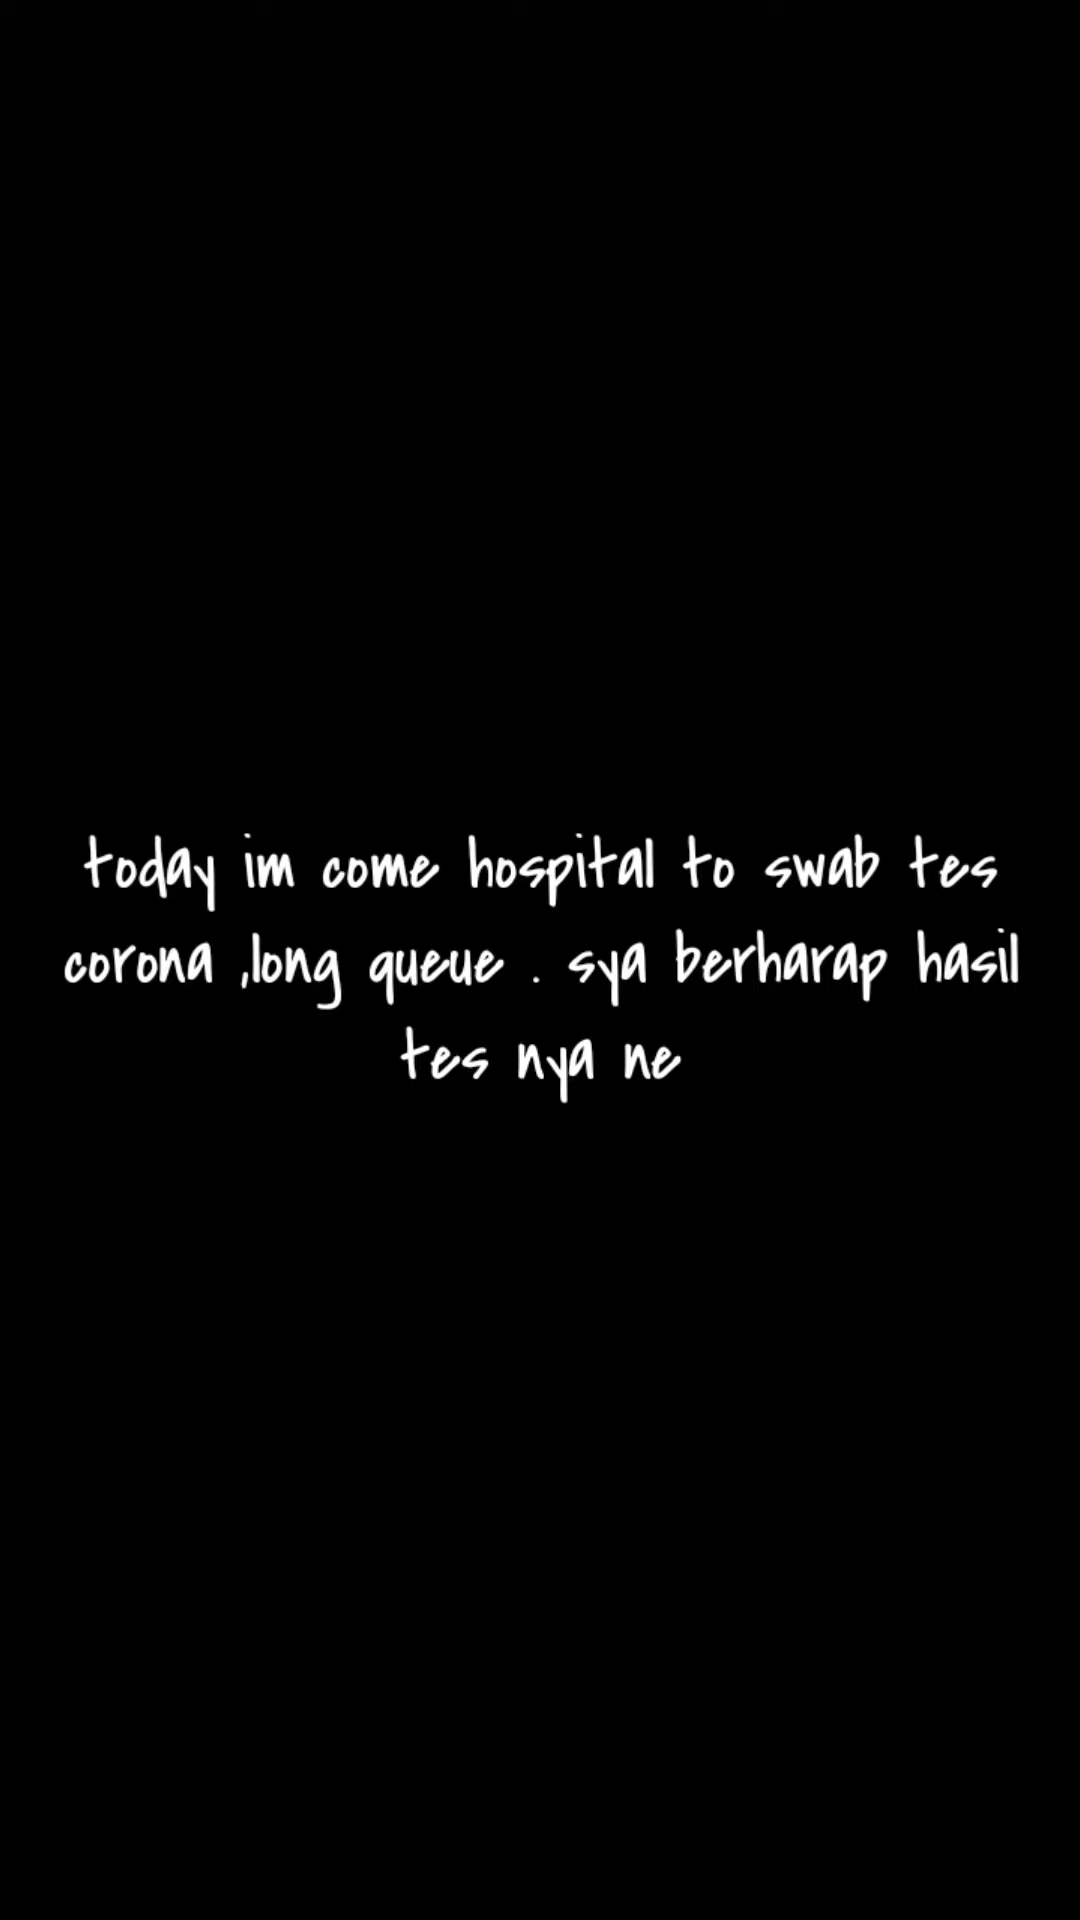 today im come hospital to swab tes
corona ,long queue . sya berharap hasil
tes nya ne